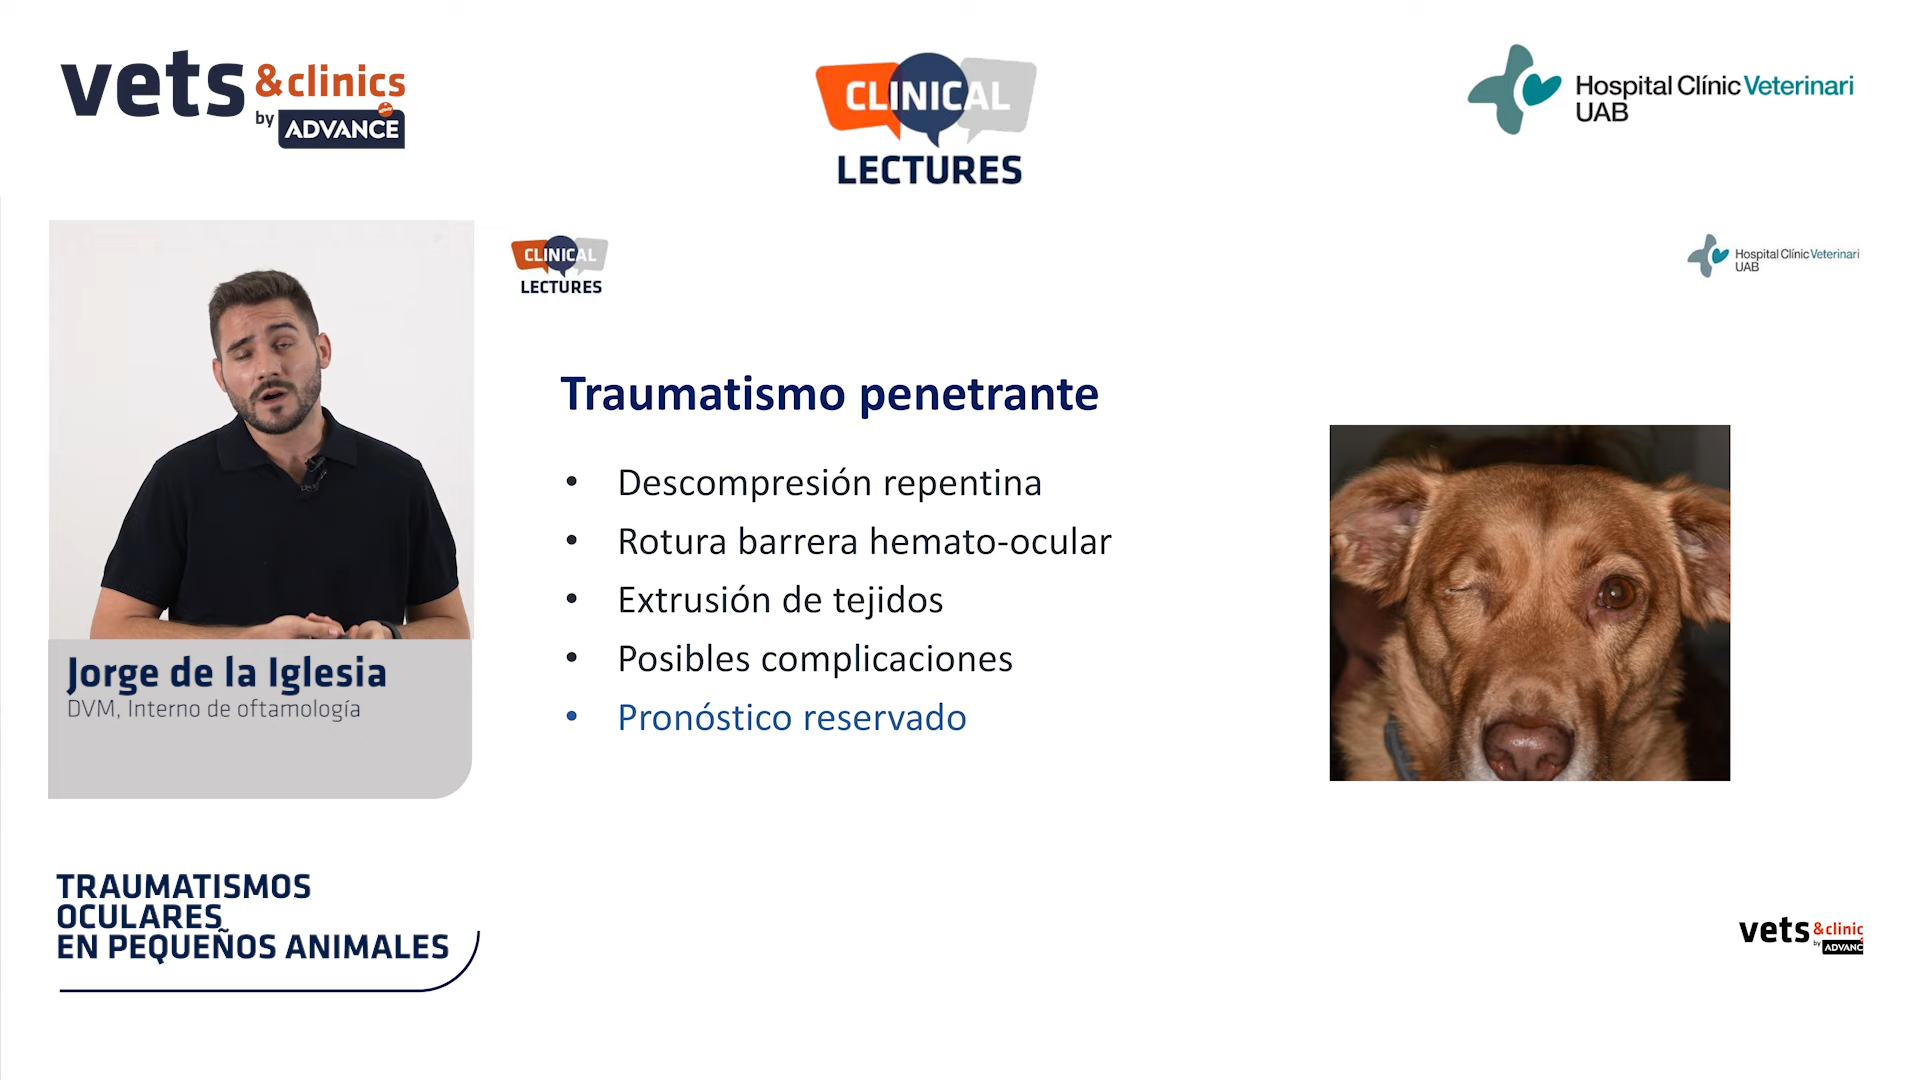 vets &clinics
by ADVANCE
CLINICAL
LECTURES
Hospital Clínic Veterinari
UAB
CLINICAL
LECTURES
Hospital Clínic Veterinari
UAB
Traumatismo penetrante
• Descompresión repentina
• Rotura barrera hemato-ocular
• Extrusión de tejidos
• Posibles complicaciones
• Pronóstico reservado
Jorge de la Iglesia
DVM, Interno de oftamología
TRAUMATISMOS
OCULARES
EN PEQUEÑOS ANIMALES
vets &clinic
by ADVANC